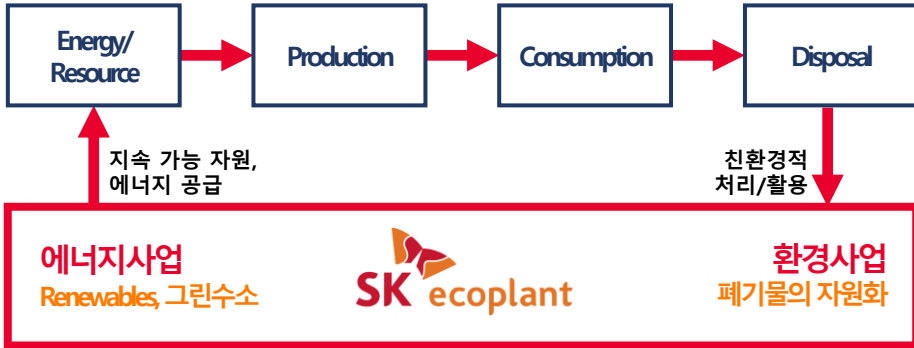 Energy/
Resource
Production
Consumption
Disposal
지속 가능 자원,
에너지 공급
친환경적
처리/활용
에너지사업
Renewables, 그린수소
SK ecoplant
환경사업
폐기물의 자원화